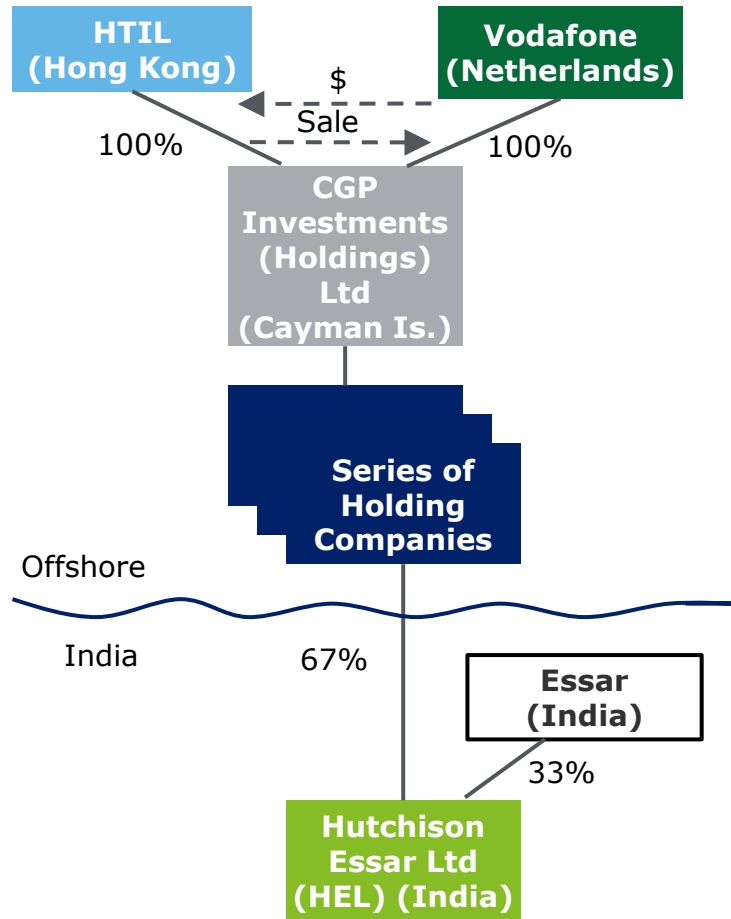 HTIL
(Hong Kong)
Vodafone
(Netherlands)
$
Sale
100%
100%
CGP
Investments
(Holdings)
Ltd
(Cayman Is.)
Series of
Holding
Companies
Offshore
India
67%
Essar
(India)
33%
Hutchison
Essar Ltd
(HEL) (India)